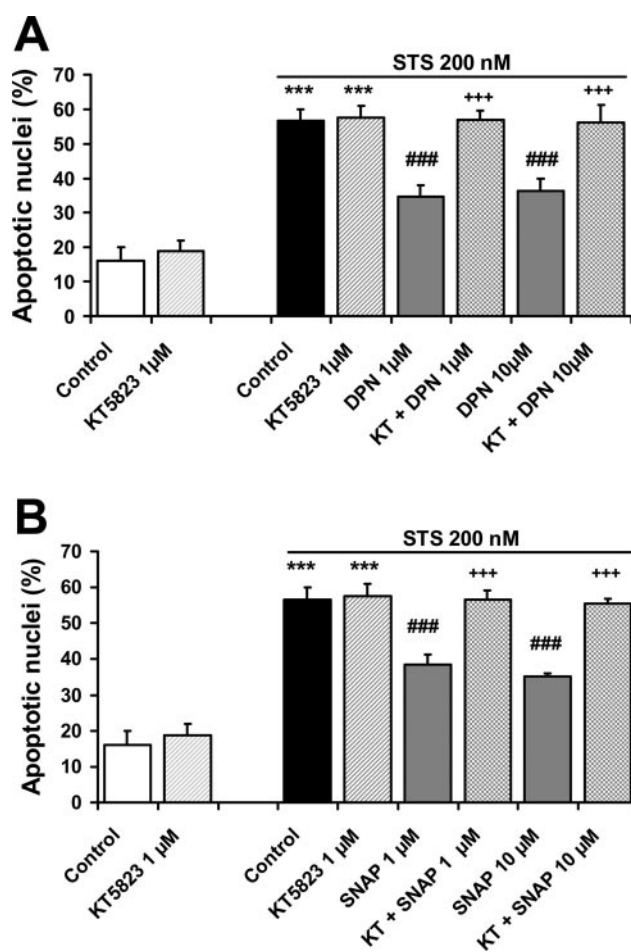 A
STS 200 nM
*** *** ### +++ ### +++
Apoptotic nuclei (%)
70
60
50
40
30
20
10
0
Control
KT5823 1µM
Control
KT5823 1µM
DPN 1µM
KT + DPN 1µM
DPN 10µM
KT + DPN 10µM
B
STS 200 nM
*** *** ### +++ ### +++
Apoptotic nuclei (%)
70
60
50
40
30
20
10
0
Control
KT5823 1 µM
Control
KT5823 1 µM
SNAP 1 µM
KT + SNAP 1 µM
SNAP 10 µM
KT + SNAP 10 µM